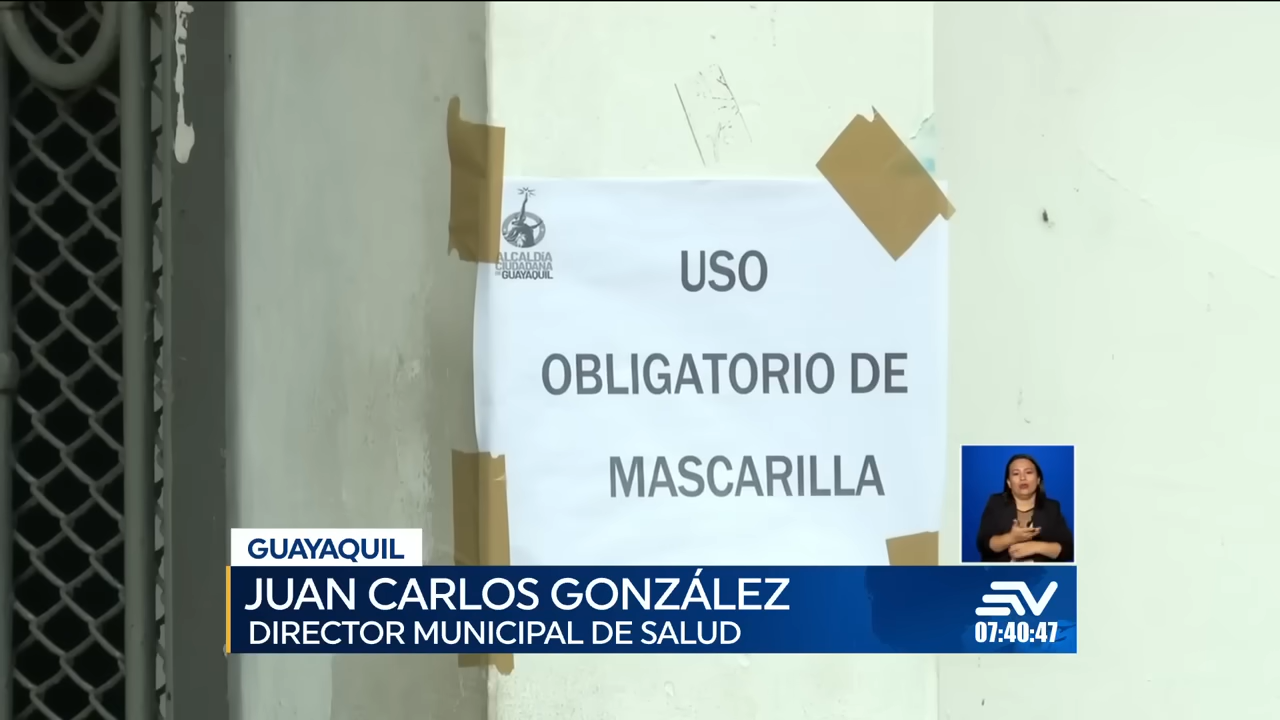 ALCALDÍA
CIUDADANA
DE GUAYAQUIL
USO
OBLIGATORIO DE
MASCARILLA
GUAYAQUIL
JUAN CARLOS GONZÁLEZ
DIRECTOR MUNICIPAL DE SALUD
07:40:47